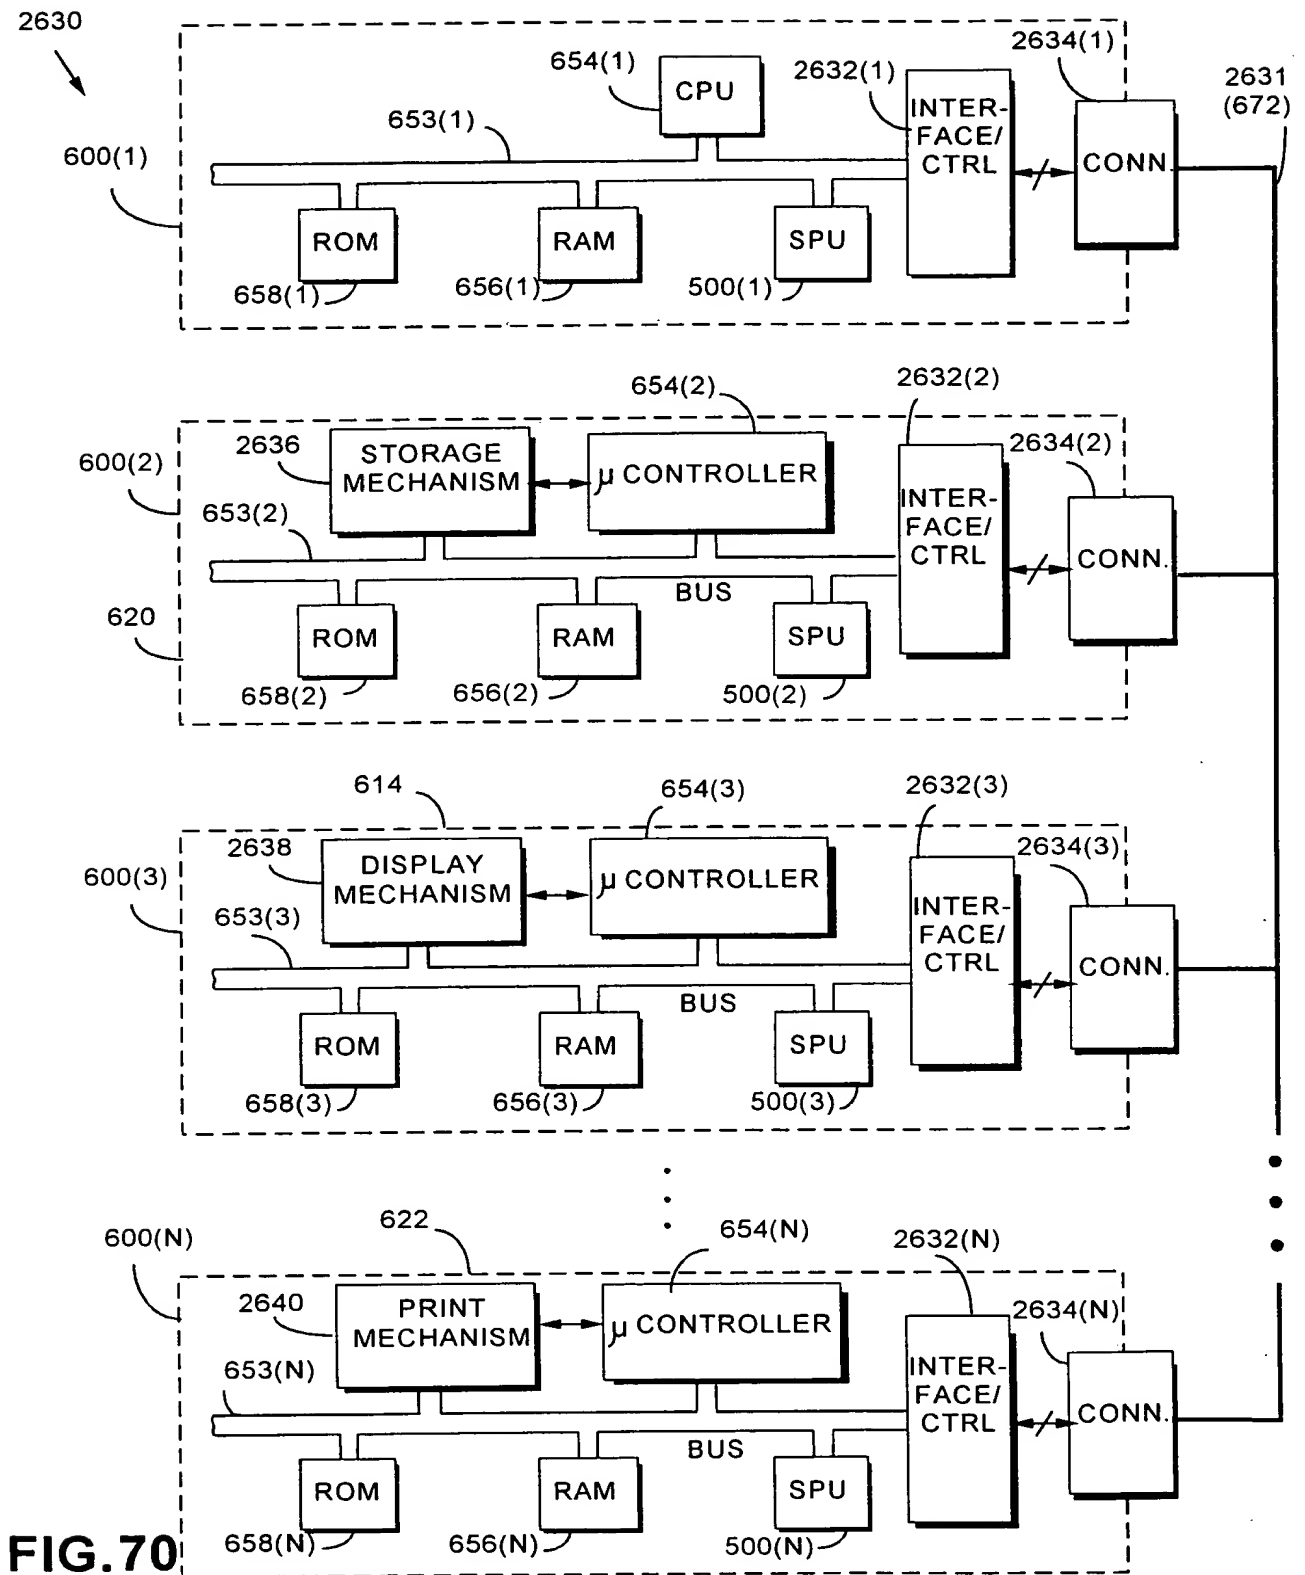 2630
654(1)
2632(1)
2634(1)
2631
(672)
CPU
653(1)
600(1)
INTER-
FACE/
CTRL
CONN.
ROM
RAM
SPU
658(1)
656(1)
500(1)
654(2)
2632(2)
2634(2)
600(2)
2636
STORAGE
MECHANISM
μ CONTROLLER
653(2)
INTER-
FACE/
CTRL
CONN.
BUS
620
ROM
RAM
SPU
658(2)
656(2)
500(2)
614
654(3)
2632(3)
2634(3)
600(3)
2638
DISPLAY
MECHANISM
μ CONTROLLER
653(3)
INTER-
FACE/
CTRL
CONN.
BUS
ROM
RAM
SPU
658(3)
656(3)
500(3)
600(N)
622
654(N)
2632(N)
2634(N)
2640
PRINT
MECHANISM
μ CONTROLLER
653(N)
INTER-
FACE/
CTRL
CONN.
BUS
ROM
RAM
SPU
658(N)
656(N)
500(N)
FIG.70